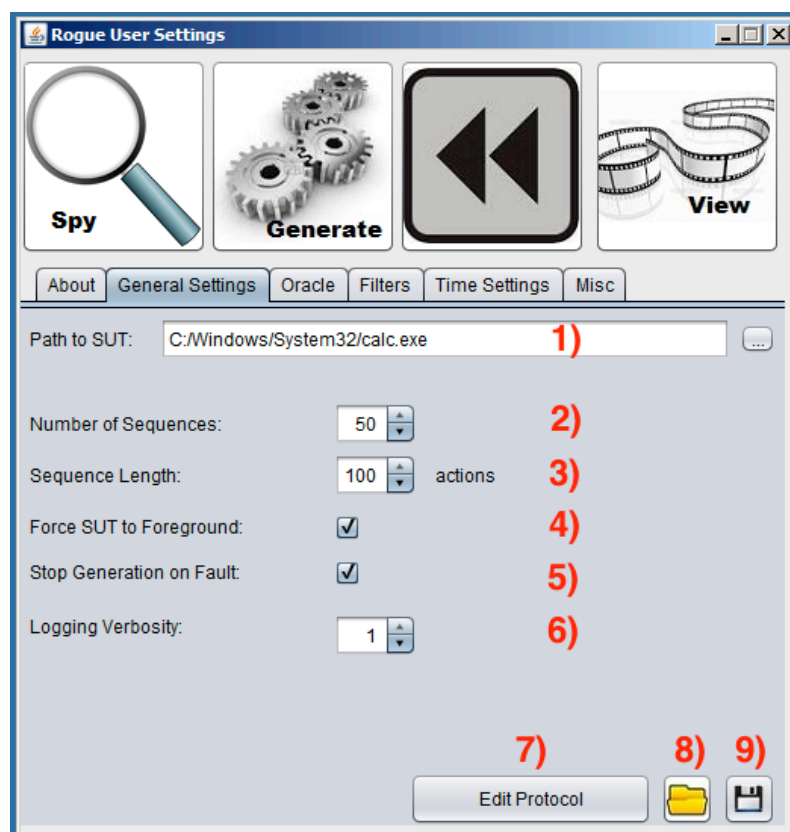 Rogue User Settings
Spy
Generate
View
About General Settings Oracle Filters Time Settings Misc
Path to SUT: C:/Windows/System32/calc.exe 1) ...
Number of Sequences: 50 2)
Sequence Length: 100 actions 3)
Force SUT to Foreground: 4)
Stop Generation on Fault: 5)
Logging Verbosity: 1 6)
7) 8) 9)
Edit Protocol